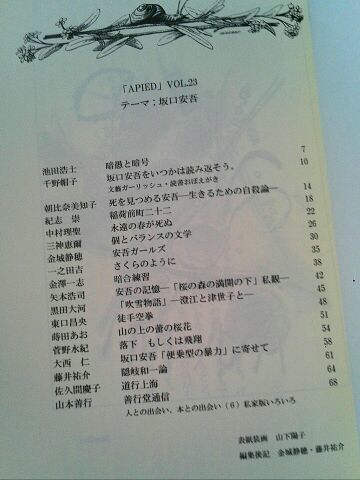 「APIED」VOL.23
テーマ；坂口安吾
池田浩士 暗愚と暗号 7
千野帽子 坂口安吾をいつかは読み返そう。 10
文藝ガーリッシュ・読書おぼえがき
朝比奈美知子 死を見つめる安吾―生きるための自殺論― 14
紀志 崇 稲荷前町二十二 18
中村理聖 永遠の春が死ぬ 22
三神恵爾 個とバランスの文学 26
金城静穂 安吾ガールズ 30
一之田吉 さくらのように 35
金澤一志 暗合練習 38
矢本浩司 安吾の記憶―「桜の森の満開の下」私観― 42
黒田大河 「吹雪物語」―澄江と津世子と― 45
東口昌央 徒手空拳 48
蒔田あお 山の上の蕾の桜花 51
菅野水紀 落下 もしくは飛翔 54
大西 仁 坂口安吾「便乗型の暴力」に寄せて 58
藤井祐介 隠岐和一論 61
佐久間慶子 道行上海 64
山本善行 善行堂通信 68
人との出会い、本との出会い（6）私家版いろいろ
表紙装画 山下陽子
編集後記 金城静穂・藤井祐介